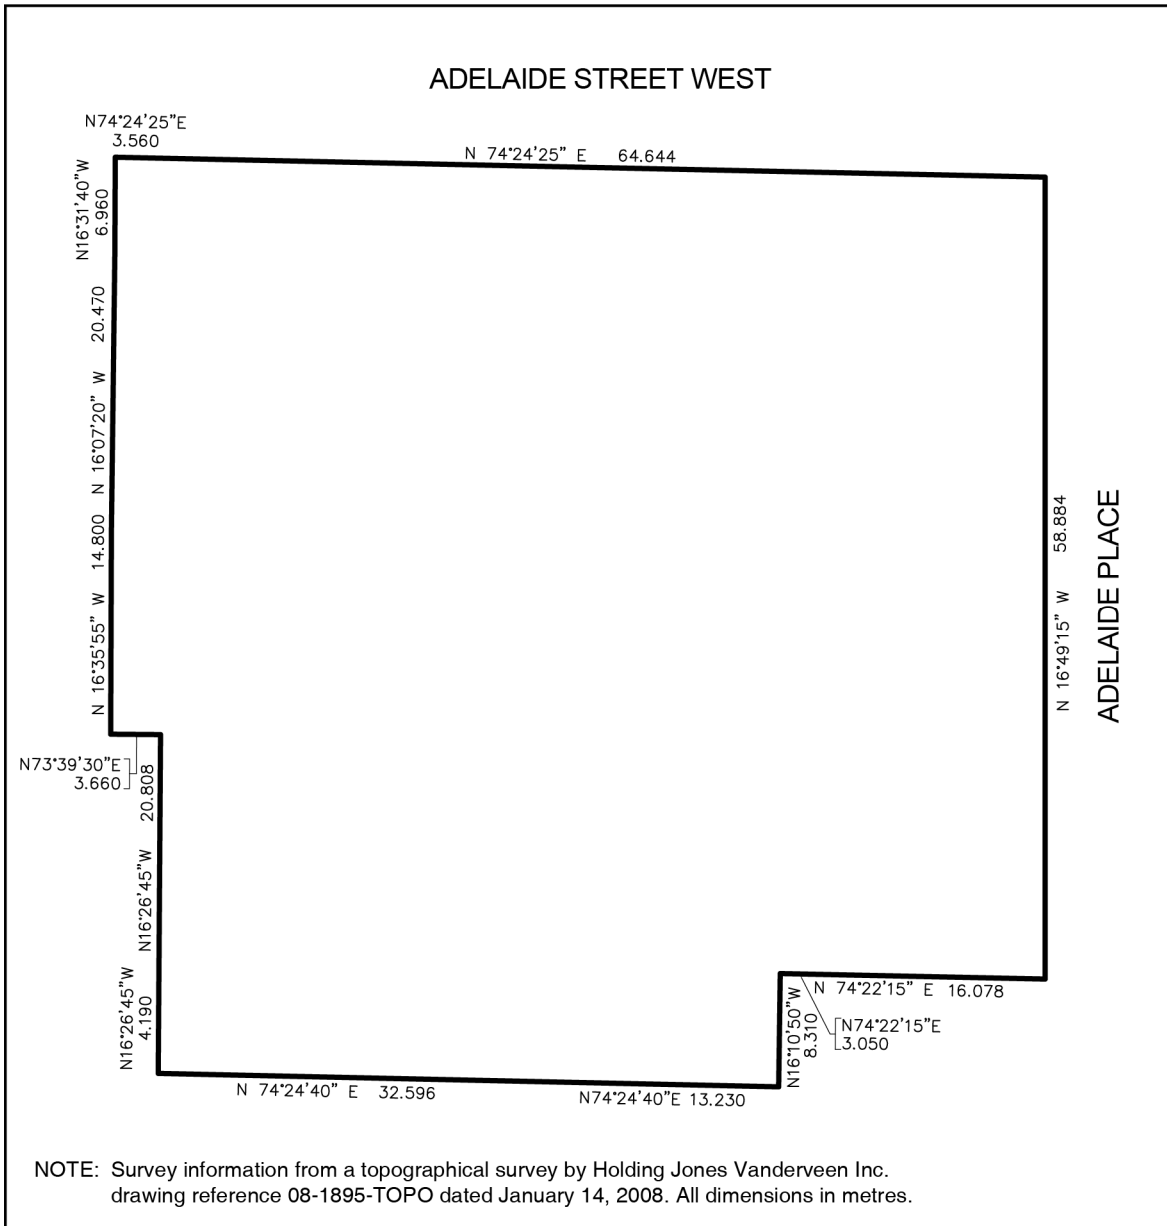 ADELAIDE STREET WEST
N74°24'25"E
3.560
N 74°24'25" E 64.644
N16°31'40"W
6.960
20.470
N 16°07'20" W
14.800
N 16°35'55" W
58.884
N 16°49'15" W
ADELAIDE PLACE
N73°39'30"E
3.660
20.808
N16°26'45"W
N16°26'45"W
4.190
N 74°22'15" E 16.078
N74°22'15"E
3.050
N16°10'50"W
8.310
N 74°24'40" E 32.596
N74°24'40"E 13.230
NOTE: Survey information from a topographical survey by Holding Jones Vanderveen Inc.
drawing reference 08-1895-TOPO dated January 14, 2008. All dimensions in metres.